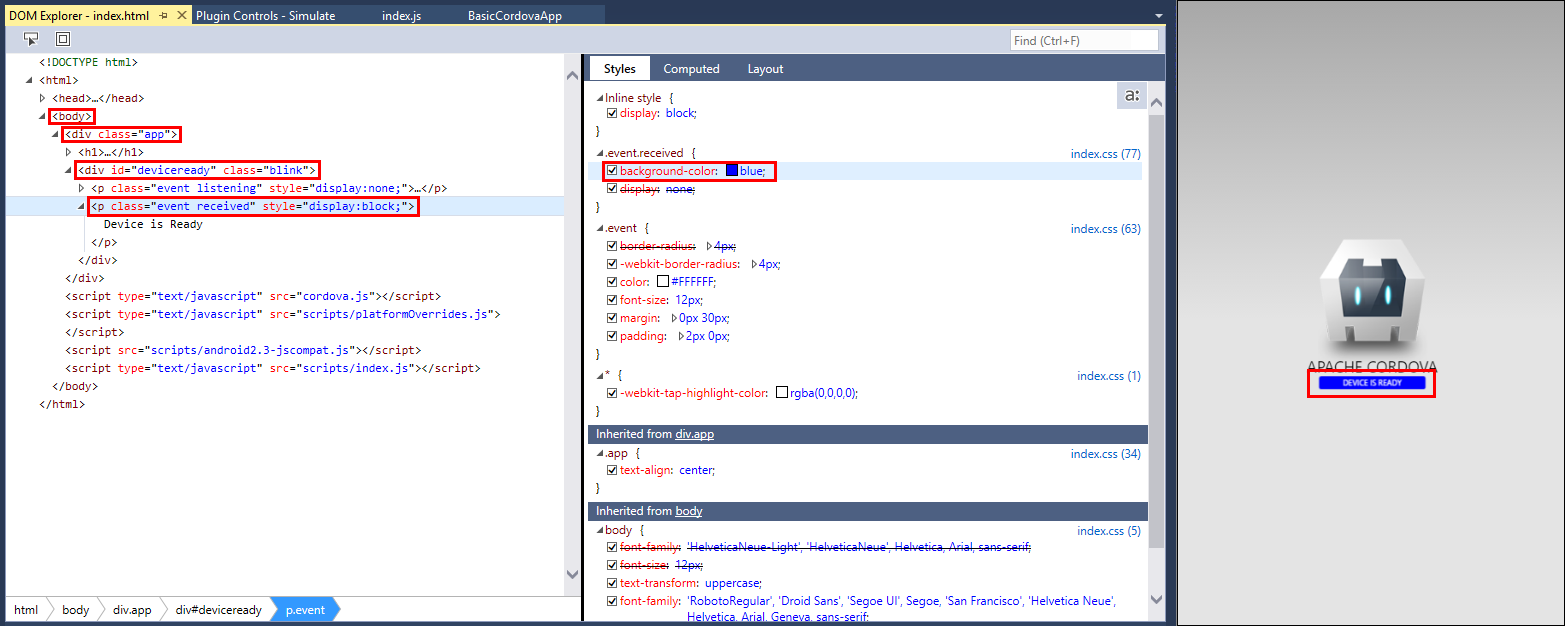 DOM Explorer - index.html
Plugin Controls - Simulate
index.js
BasicCordovaApp
Find (Ctrl+F)
<!DOCTYPE html>
<html>
<head>…</head>
<body>
<div class="app">
<h1>…</h1>
<div id="deviceready" class="blink">
<p class="event listening" style="display:none;">…</p>
<p class="event received" style="display:block;">
Device is Ready
</p>
</div>
</div>
<script type="text/javascript" src="cordova.js"></script>
<script type="text/javascript" src="scripts/platformOverrides.js">
</script>
<script src="scripts/android2.3-jscompat.js"></script>
<script type="text/javascript" src="scripts/index.js"></script>
</body>
</html>
html
body
div.app
div#deviceready
p.event
Styles
Computed
Layout
a:
Inline style {
display: block;
}
.event.received { index.css (77)
background-color: blue;
display: none;
}
.event { index.css (63)
border-radius: 4px;
-webkit-border-radius: 4px;
color: #FFFFFF;
font-size: 12px;
margin: 0px 30px;
padding: 2px 0px;
}
* { index.css (1)
-webkit-tap-highlight-color: rgba(0,0,0,0);
}
Inherited from div.app
.app { index.css (34)
text-align: center;
}
Inherited from body
body { index.css (5)
font-family: 'HelveticaNeue-Light', 'HelveticaNeue', Helvetica, Arial, sans-serif;
font-size: 12px;
text-transform: uppercase;
font-family: 'RobotoRegular', 'Droid Sans', 'Segoe UI', Segoe, 'San Francisco', 'Helvetica Neue',
Helvetica, Arial, Geneva, sans-serif;
APACHE CORDOVA
DEVICE IS READY